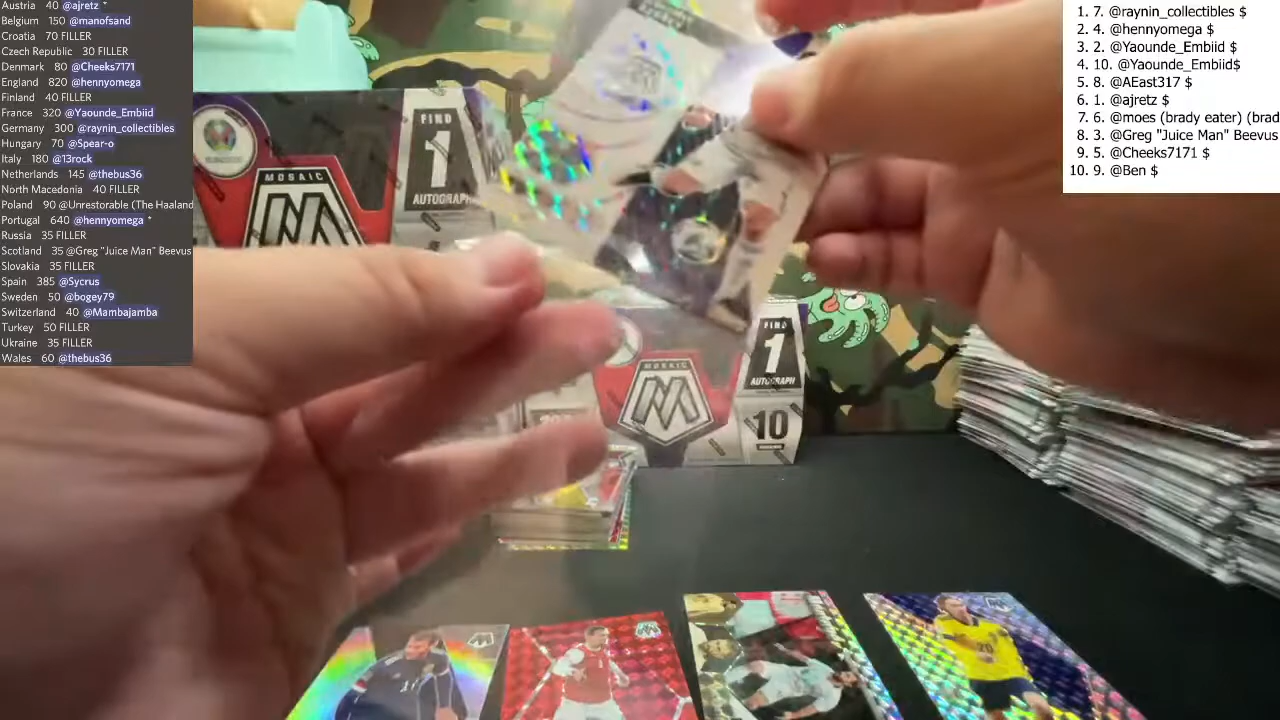 Austria 40 @ajretz *
Belgium 150 @manofsand
Croatia 70 FILLER
Czech Republic 30 FILLER
Denmark 80 @Cheeks7171
England 820 @hennyomega
Finland 40 FILLER
France 320 @Yaounde_Embiid
Germany 300 @raynin_collectibles
Hungary 70 @Spear-o
Italy 180 @13rock
Netherlands 145 @thebus36
North Macedonia 40 FILLER
Poland 90 @Unrestorable (The Haaland
Portugal 640 @hennyomega *
Russia 35 FILLER
Scotland 35 @Greg "Juice Man" Beevus
Slovakia 35 FILLER
Spain 385 @Sycrus
Sweden 50 @bogey79
Switzerland 40 @Mambajamba
Turkey 50 FILLER
Ukraine 35 FILLER
Wales 60 @thebus36
1. 7. @raynin_collectibles $
2. 4. @hennyomega $
3. 2. @Yaounde_Embiid $
4. 10. @Yaounde_Embiid$
5. 8. @AEast317 $
6. 1. @ajretz $
7. 6. @moes (brady eater) (brad
8. 3. @Greg "Juice Man" Beevus
9. 5. @Cheeks7171 $
10. 9. @Ben $
MOSAIC
FIND
1
AUTOGRAPH
MOSAIC
FIND
1
AUTOGRAPH
10
20